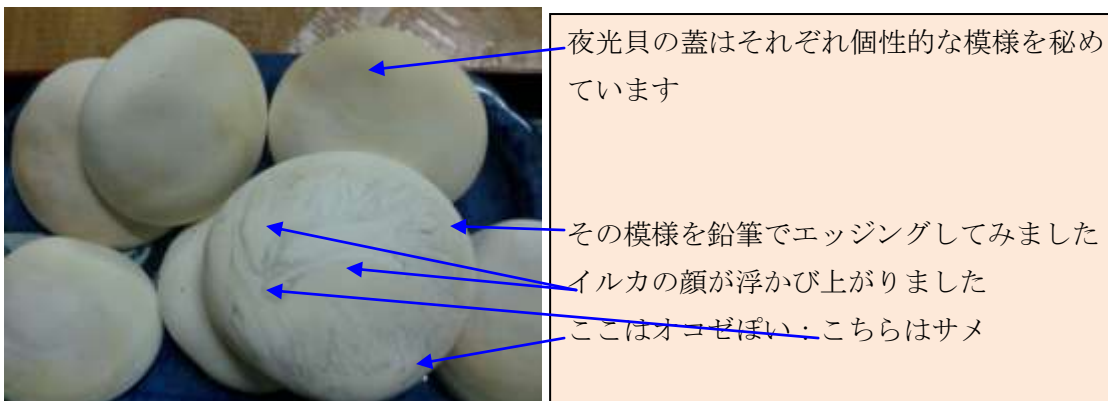 夜光貝の蓋はそれぞれ個性的な模様を秘め
ています
その模様を鉛筆でエッジングしてみました
イルカの顔が浮かび上がりました
ここはオコゼぽい：こちらはサメ